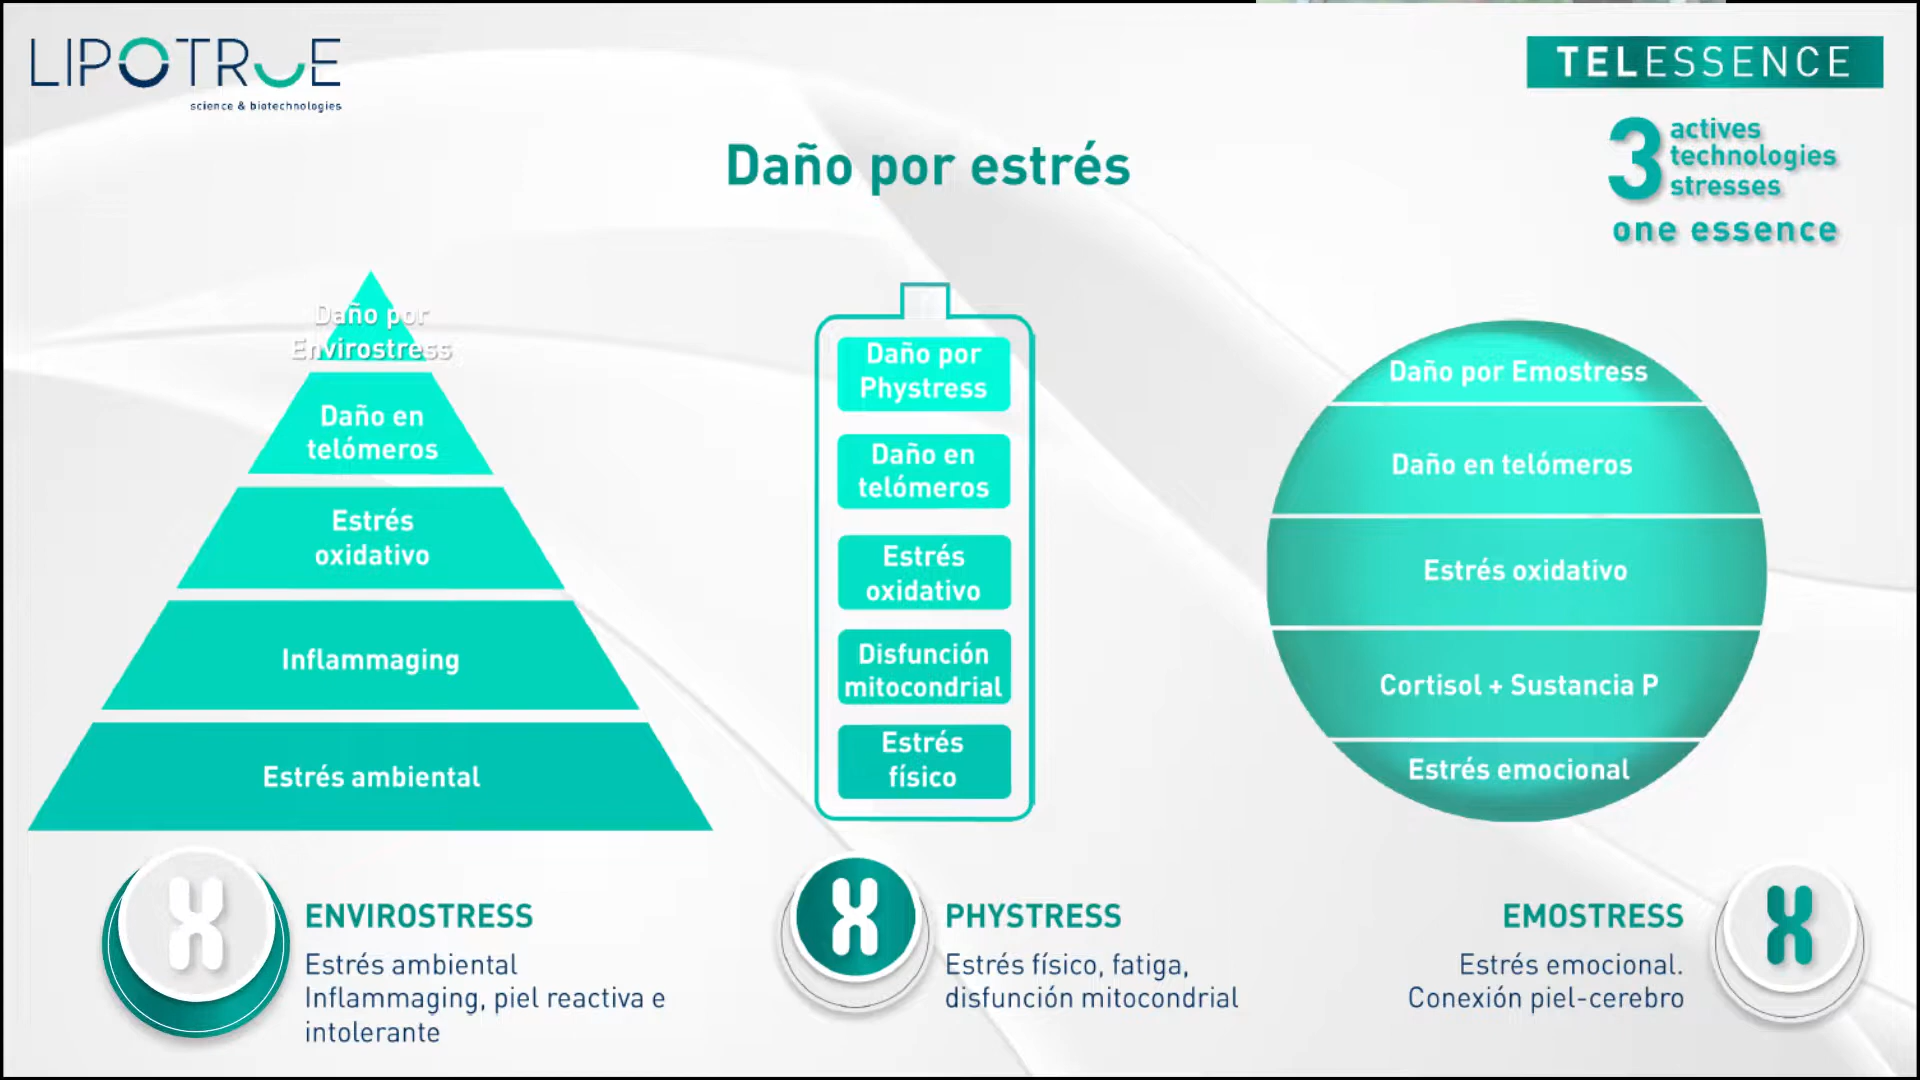 LIPOTRUE
science & biotechnologies
TELESSENCE
3 actives
technologies
stresses
one essence
Daño por estrés
Daño por
Envirostress
Daño en
telómeros
Estrés
oxidativo
Inflammaging
Estrés ambiental
Daño por
Phystress
Daño en
telómeros
Estrés
oxidativo
Disfunción
mitocondrial
Estrés
físico
Daño por Emostress
Daño en telómeros
Estrés oxidativo
Cortisol + Sustancia P
Estrés emocional
ENVIROSTRESS
Estrés ambiental
Inflammaging, piel reactiva e
intolerante
PHYSTRESS
Estrés físico, fatiga,
disfunción mitocondrial
EMOSTRESS
Estrés emocional.
Conexión piel-cerebro